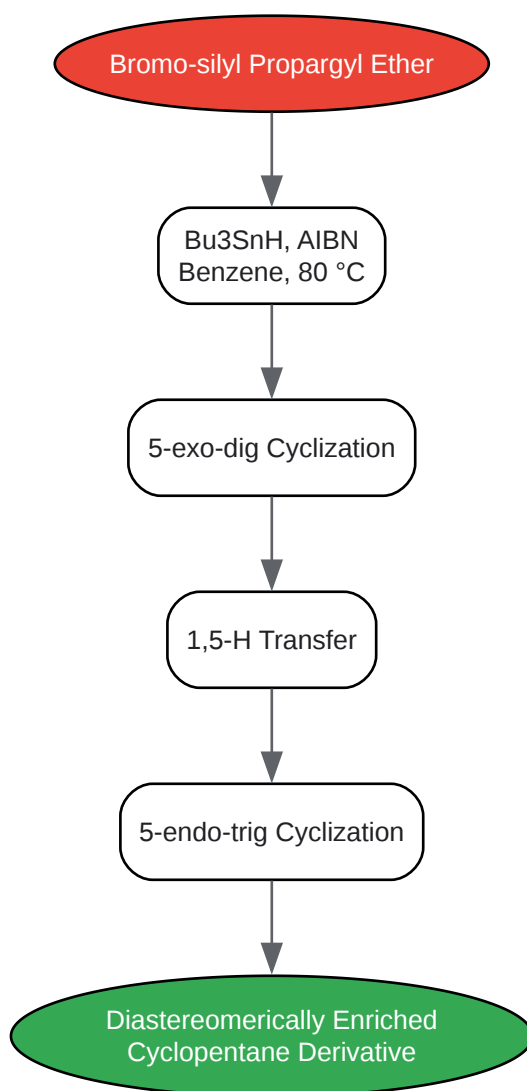 Bromo-silyl Propargyl Ether
Bu3SnH, AIBN
Benzene, 80 °C
5-exo-dig Cyclization
1,5-H Transfer
5-endo-trig Cyclization
Diastereomerically Enriched
Cyclopentane Derivative